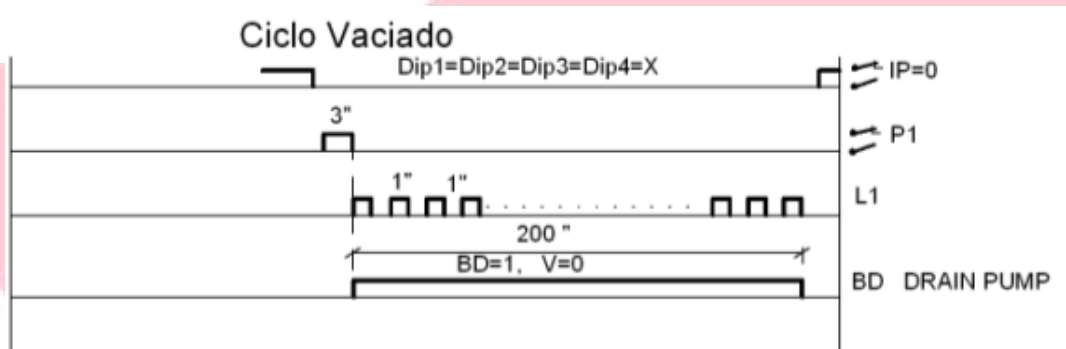 Ciclo Vaciado
Dip1=Dip2=Dip3=Dip4=X
IP=0
3"
P1
1" 1"
L1
200 "
BD=1, V=0
BD DRAIN PUMP